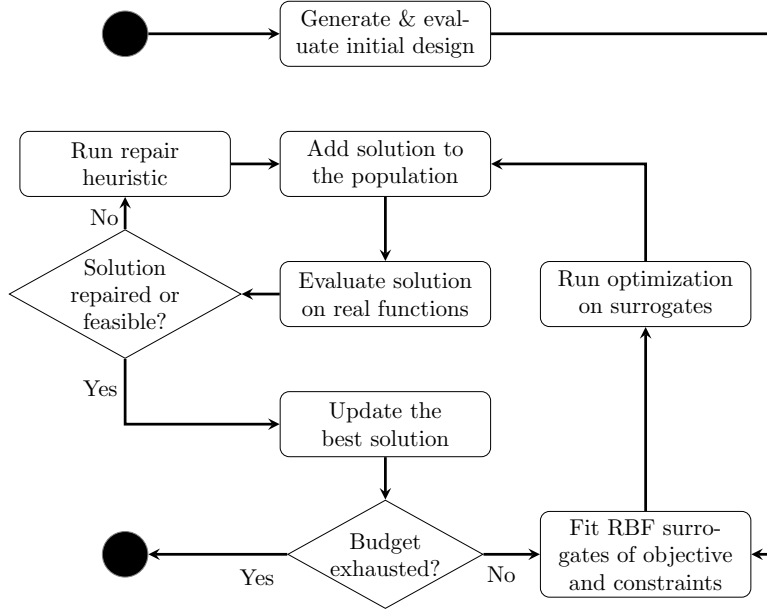 Generate & eval-
uate initial design
Run repair
heuristic
Add solution to
the population
No
Solution
repaired or
feasible?
Evaluate solution
on real functions
Run optimization
on surrogates
Yes
Update the
best solution
Budget
exhausted?
Yes
No
Fit RBF surro-
gates of objective
and constraints